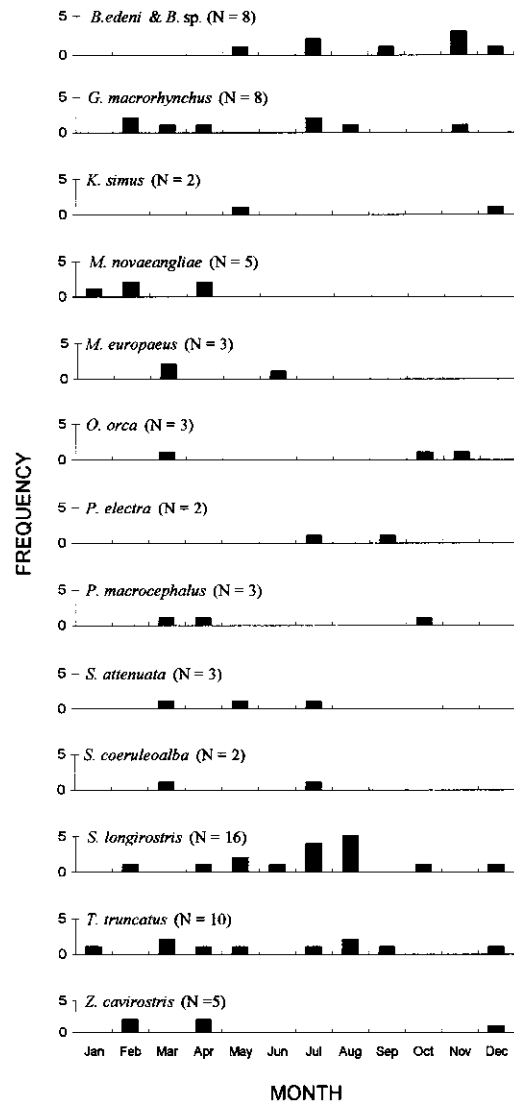 B.edeni & B. sp. (N = 8)
5
0
G. macrorhynchus (N = 8)
5
0
K. simus (N = 2)
5
0
M. novaeangliae (N = 5)
5
0
M. europaeus (N = 3)
5
0
O. orca (N = 3)
5
0
P. electra (N = 2)
5
0
P. macrocephalus (N = 3)
5
0
S. attenuata (N = 3)
5
0
S. coeruleoalba (N = 2)
5
0
S. longirostris (N = 16)
5
0
T. truncatus (N = 10)
5
0
Z. cavirostris (N =5)
5
0
FREQUENCY
Jan Feb Mar Apr May Jun Jul Aug Sep Oct Nov Dec
MONTH